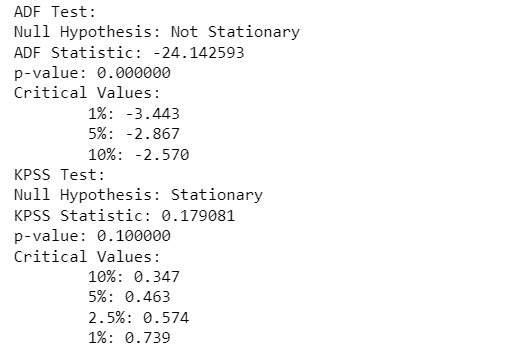 ADF Test:
Null Hypothesis: Not Stationary
ADF Statistic: -24.142593
p-value: 0.000000
Critical Values:
1%: -3.443
5%: -2.867
10%: -2.570
KPSS Test:
Null Hypothesis: Stationary
KPSS Statistic: 0.179081
p-value: 0.100000
Critical Values:
10%: 0.347
5%: 0.463
2.5%: 0.574
1%: 0.739